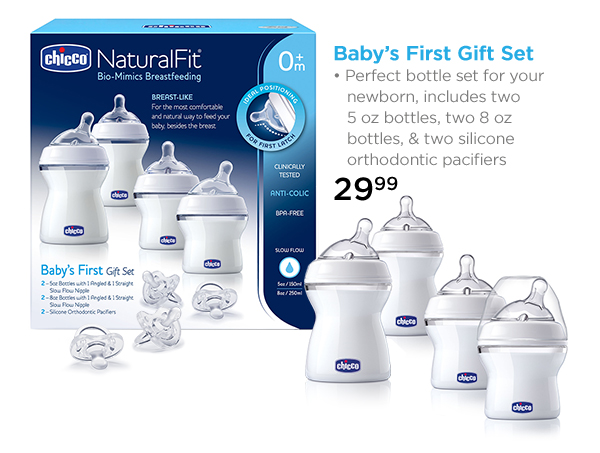 chicco NaturalFit®
Bio-Mimics Breastfeeding
0+
m
BREAST-LIKE
For the most comfortable
and natural way to feed your
baby, besides the breast
IDEAL POSITIONING
FOR FIRST LATCH
CLINICALLY
TESTED
ANTI-COLIC
BPA-FREE
SLOW FLOW
5oz / 150ml
8oz / 250ml
chicco
chicco
chicco
Baby's First Gift Set
2 – 5oz Bottles with 1 Angled & 1 Straight
Slow Flow Nipple
2 – 8oz Bottles with 1 Angled & 1 Straight
Slow Flow Nipple
2 – Silicone Orthodontic Pacifiers
Baby's First Gift Set
• Perfect bottle set for your
newborn, includes two
5 oz bottles, two 8 oz
bottles, & two silicone
orthodontic pacifiers
29⁹⁹
chicco
chicco
chicco